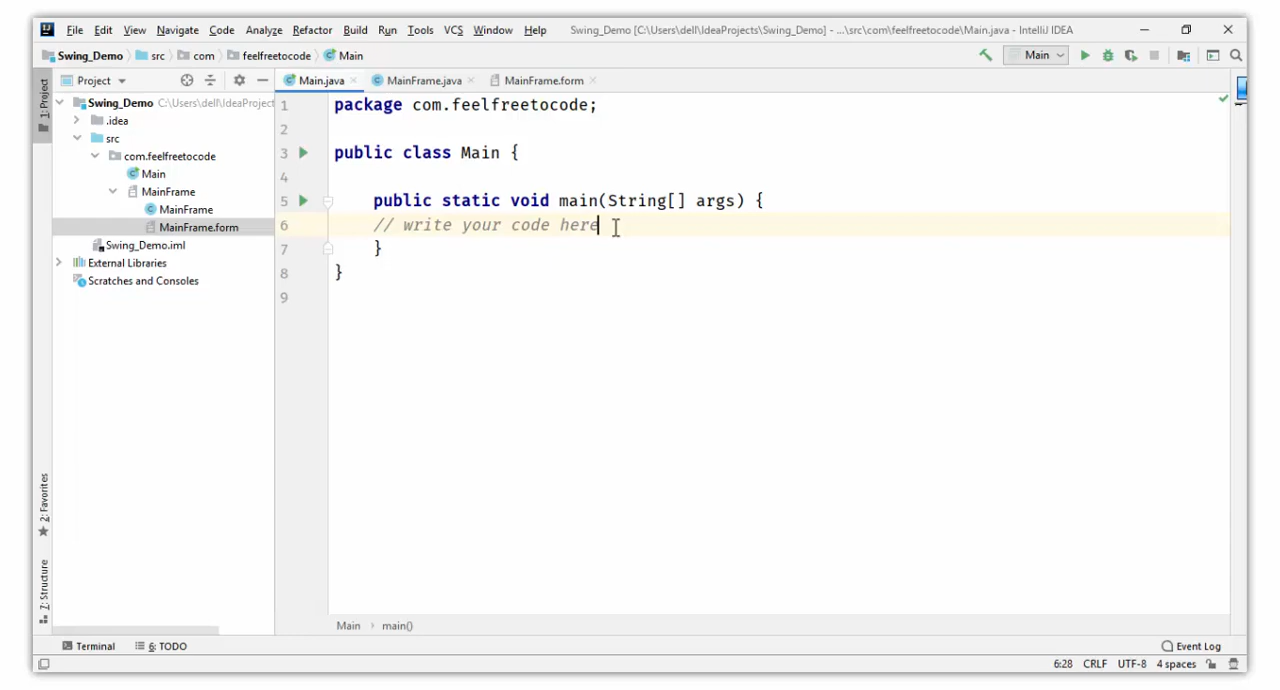 File Edit View Navigate Code Analyze Refactor Build Run Tools VCS Window Help Swing_Demo [C:\Users\dell\IdeaProjects\Swing_Demo] - ...\src\com\feelfreetocode\Main.java - IntelliJ IDEA
Swing_Demo src com feelfreetocode Main Main
1: Project
Project
Main.java MainFrame.java MainFrame.form
Swing_Demo C:\Users\dell\IdeaProject
.idea
src
com.feelfreetocode
Main
MainFrame
MainFrame
MainFrame.form
Swing_Demo.iml
External Libraries
Scratches and Consoles
1 package com.feelfreetocode;
2
3 public class Main {
4
5 public static void main(String[] args) {
6 // write your code here
7 }
8 }
9
2: Favorites
Z: Structure
Main main()
Terminal 6: TODO Event Log
6:28 CRLF UTF-8 4 spaces